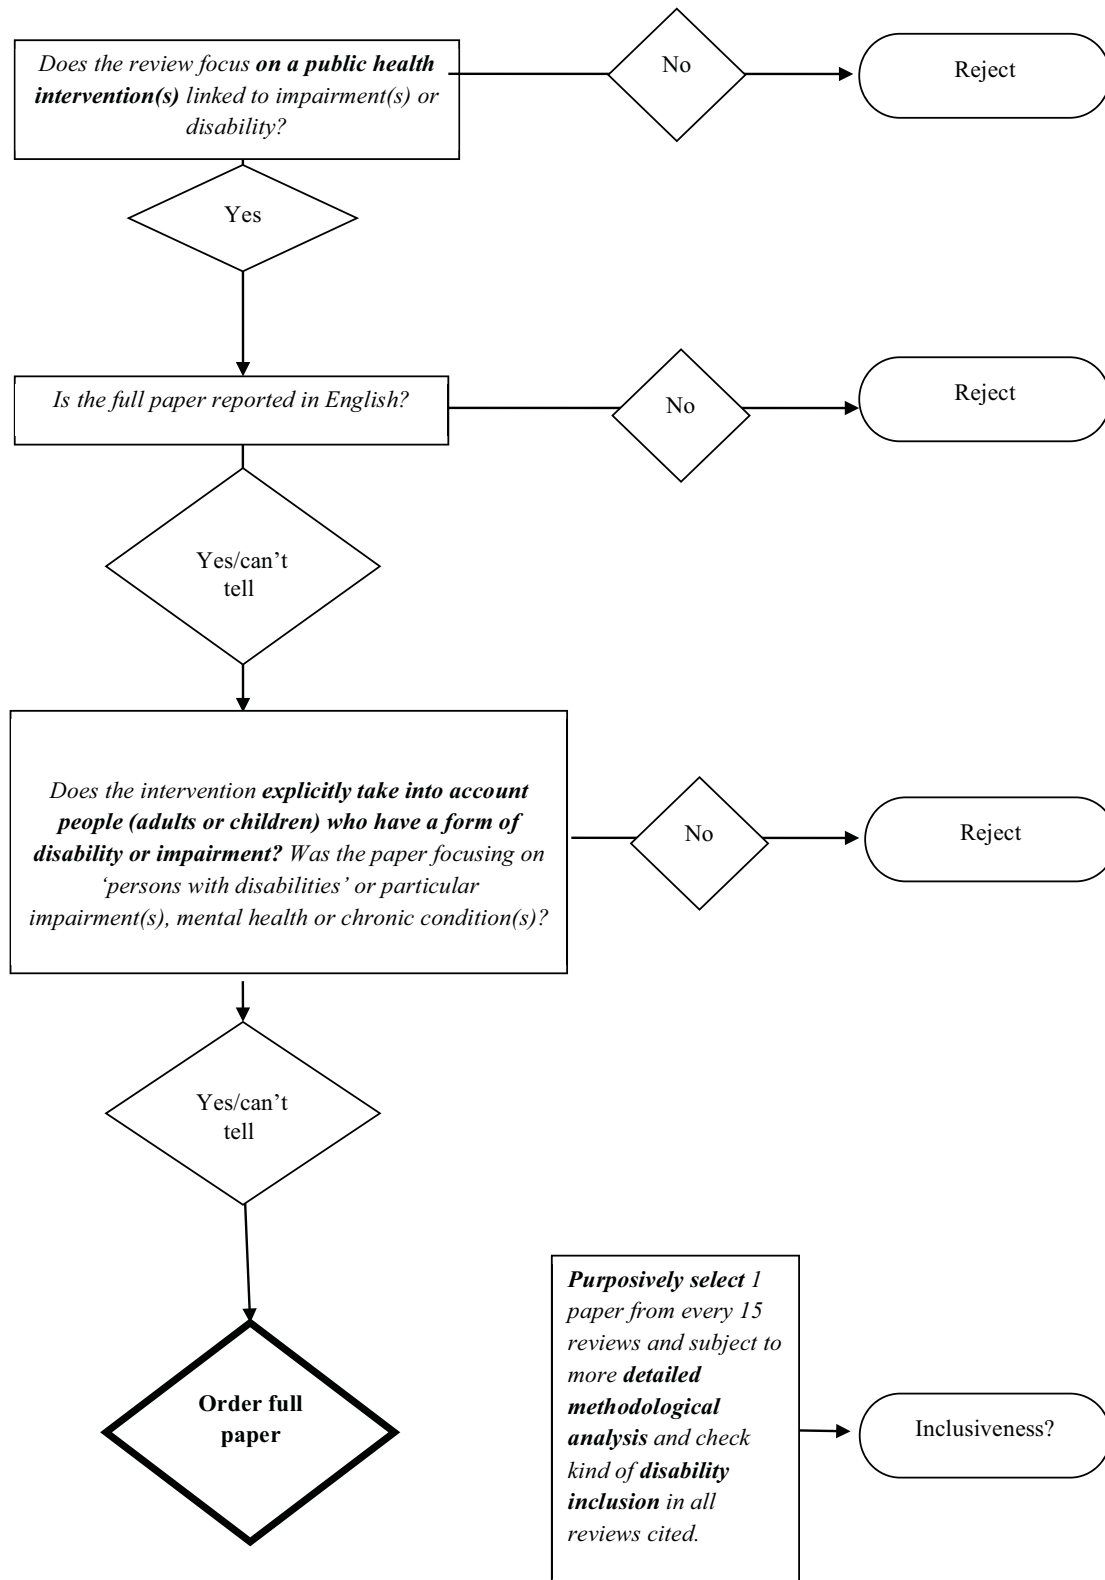 Does the review focus on a public health
intervention(s) linked to impairment(s) or
disability?
No
Reject
Yes
Is the full paper reported in English?
No
Reject
Yes/can’t
tell
Does the intervention explicitly take into account
people (adults or children) who have a form of
disability or impairment? Was the paper focusing on
‘persons with disabilities’ or particular
impairment(s), mental health or chronic condition(s)?
No
Reject
Yes/can’t
tell
Order full
paper
Purposively select 1
paper from every 15
reviews and subject to
more detailed
methodological
analysis and check
kind of disability
inclusion in all
reviews cited.
Inclusiveness?